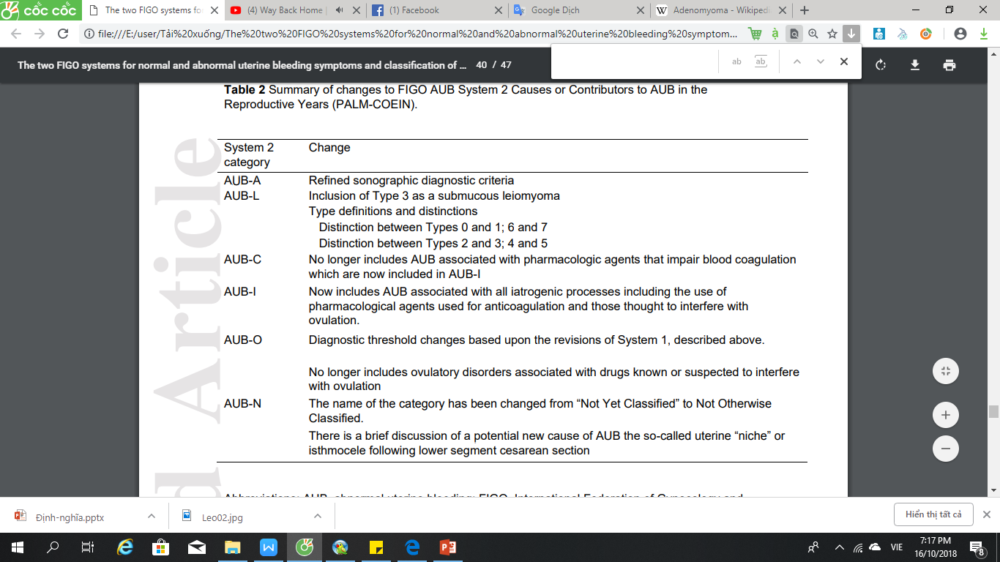 cốc cốc
The two FIGO systems fo
(4) Way Back Home |
(1) Facebook
Google Dịch
W Adenomyoma - Wikipedi
file:///E:/user/Tải%20xuống/The%20two%20FIGO%20systems%20for%20normal%20and%20abnormal%20uterine%20bleeding%20symptom...
The two FIGO systems for normal and abnormal uterine bleeding symptoms and classification of ... 40 / 47
ab ab
Table 2 Summary of changes to FIGO AUB System 2 Causes or Contributors to AUB in the
Reproductive Years (PALM-COEIN).
System 2 Change
category
AUB-A Refined sonographic diagnostic criteria
AUB-L Inclusion of Type 3 as a submucous leiomyoma
Type definitions and distinctions
Distinction between Types 0 and 1; 6 and 7
Distinction between Types 2 and 3; 4 and 5
AUB-C No longer includes AUB associated with pharmacologic agents that impair blood coagulation
which are now included in AUB-I
AUB-I Now includes AUB associated with all iatrogenic processes including the use of
pharmacological agents used for anticoagulation and those thought to interfere with
ovulation.
AUB-O Diagnostic threshold changes based upon the revisions of System 1, described above.
No longer includes ovulatory disorders associated with drugs known or suspected to interfere
with ovulation
AUB-N The name of the category has been changed from “Not Yet Classified” to Not Otherwise
Classified.
There is a brief discussion of a potential new cause of AUB the so-called uterine “niche” or
isthmocele following lower segment cesarean section
Abbreviations: AUB, abnormal uterine bleeding; FIGO, International Federation of Gynecology and
d Article
Định-nghĩa.pptx
Leo02.jpg
Hiển thị tất cả
VIE
7:17 PM
16/10/2018
8